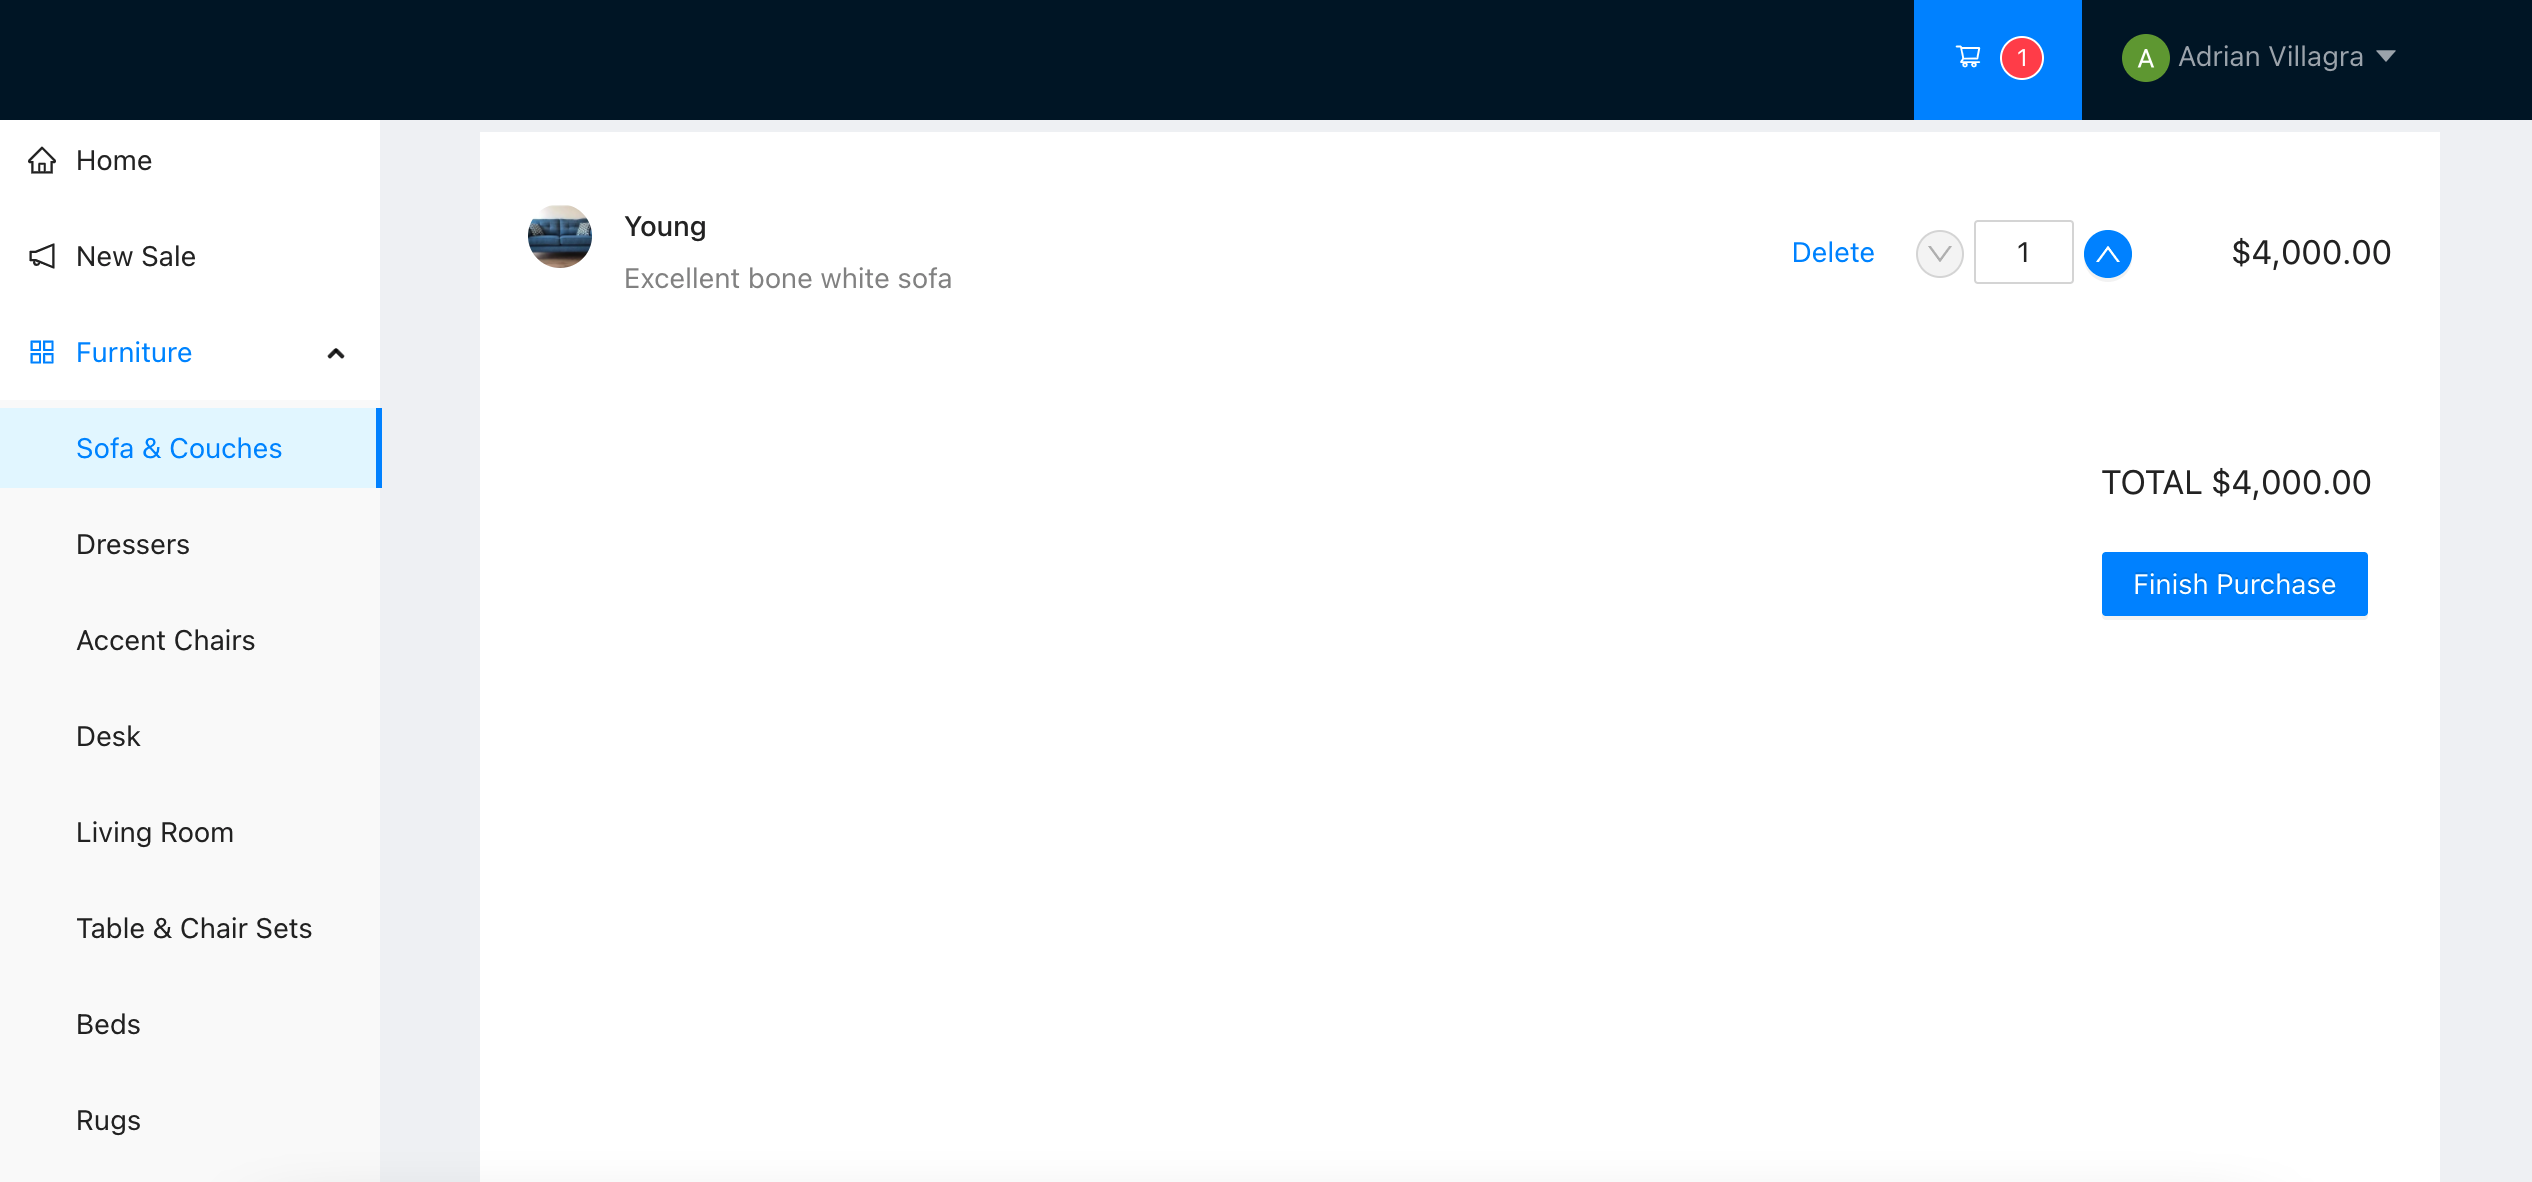 1
A Adrian Villagra
Home
New Sale
Furniture
Sofa & Couches
Dressers
Accent Chairs
Desk
Living Room
Table & Chair Sets
Beds
Rugs
Young
Excellent bone white sofa
Delete 1 $4,000.00
TOTAL $4,000.00
Finish Purchase